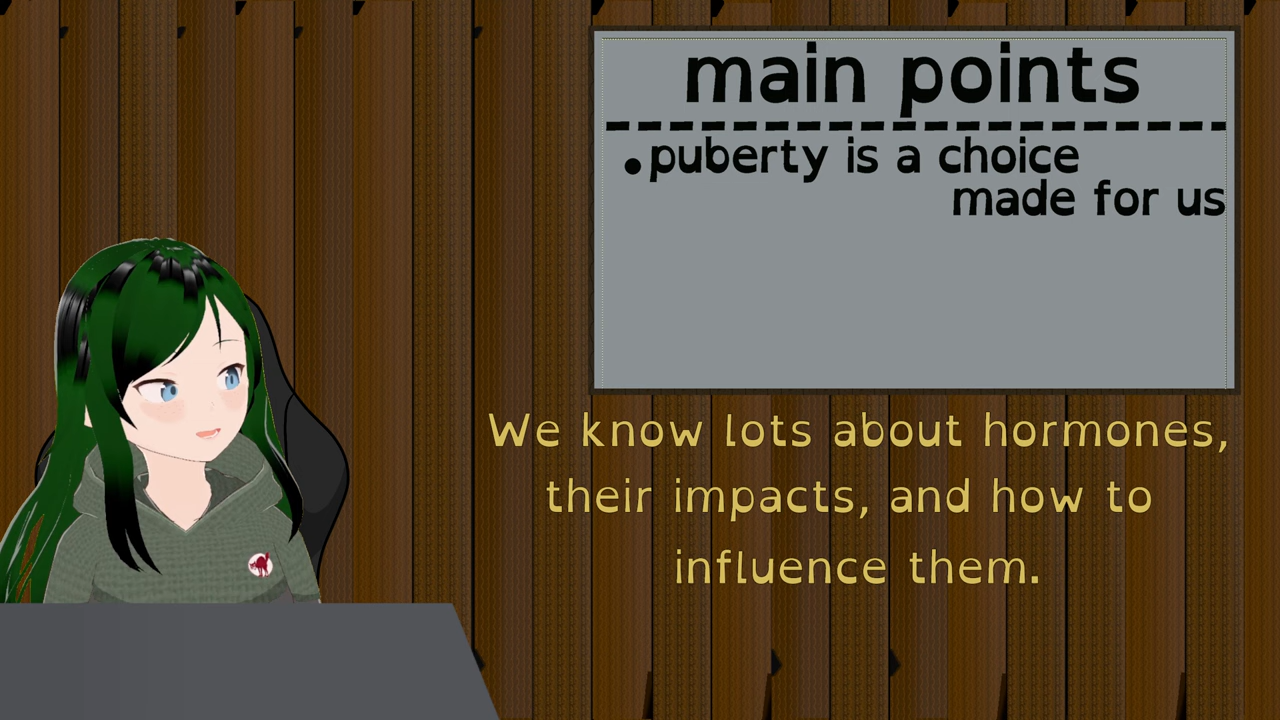 main points
•puberty is a choice
made for us
We know lots about hormones,
their impacts, and how to
influence them.